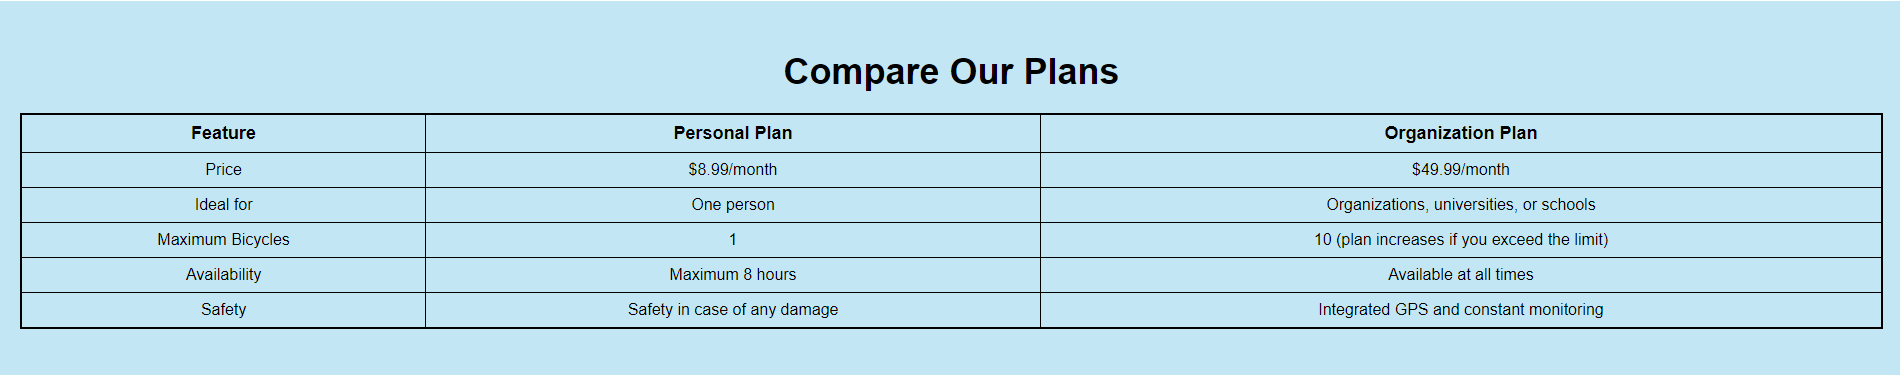 Compare Our Plans
Feature Personal Plan Organization Plan
Price $8.99/month $49.99/month
Ideal for One person Organizations, universities, or schools
Maximum Bicycles 1 10 (plan increases if you exceed the limit)
Availability Maximum 8 hours Available at all times
Safety Safety in case of any damage Integrated GPS and constant monitoring